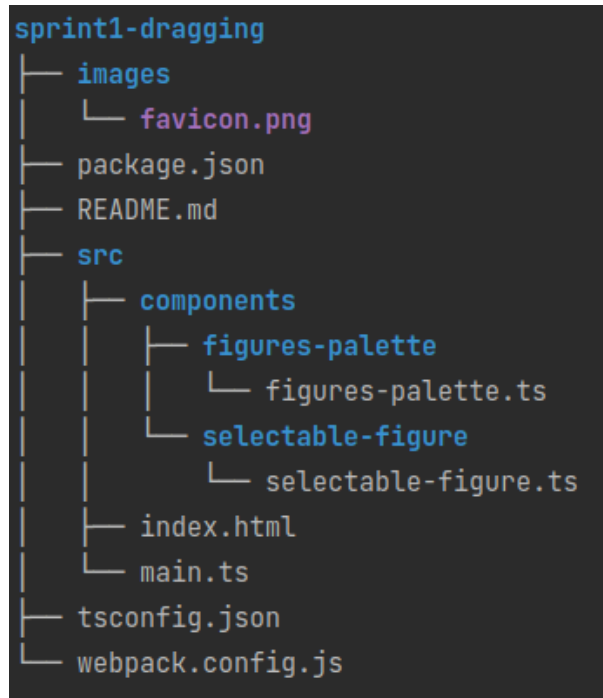 sprint1-dragging
├── images
│   └── favicon.png
├── package.json
├── README.md
├── src
│   ├── components
│   │   ├── figures-palette
│   │   │   └── figures-palette.ts
│   │   └── selectable-figure
│   │       └── selectable-figure.ts
│   ├── index.html
│   └── main.ts
├── tsconfig.json
└── webpack.config.js